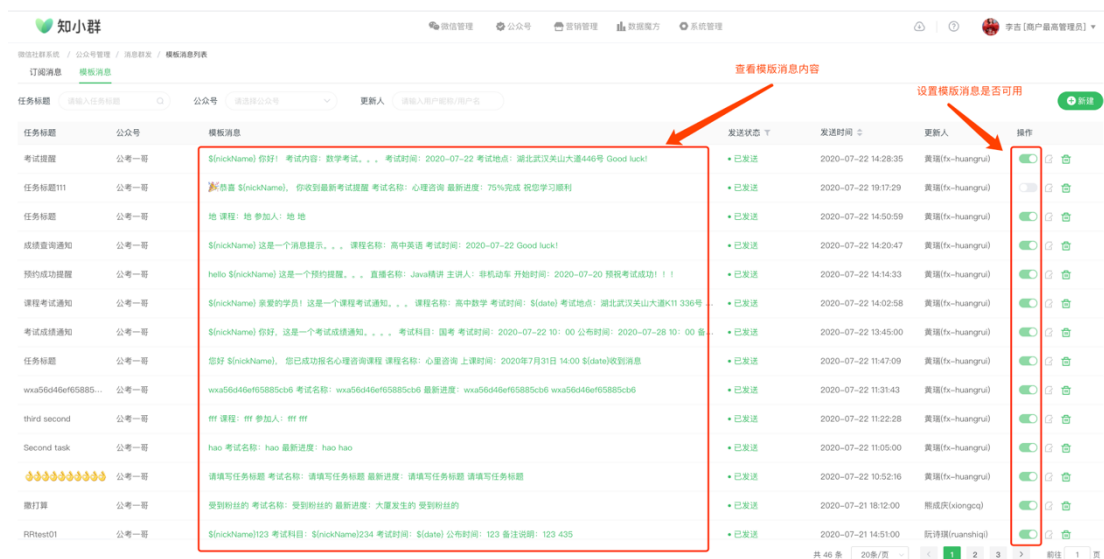 知小群
微信管理 公众号 营销管理 数据魔方 系统管理
李吉 [商户最高管理员]
微信社群系统 / 公众号管理 / 消息群发 / 模板消息列表
订阅消息 模板消息
查看模版消息内容
设置模版消息是否可用
任务标题 请输入任务标题 公众号 请选择公众号 更新人 请输入商户昵称/用户名 新建
任务标题 公众号 模板消息 发送状态 发送时间 更新人 操作
考试提醒 公考一哥 ${nickName} 你好! 考试内容:数学考试。。。 考试时间:2020-07-22 考试地点:湖北武汉关山大道446号 Good luck! 已发送 2020-07-22 14:28:35 黄瑞(fx-huangrui)
任务标题111 公考一哥 🎉恭喜 ${nickName}, 你收到最新考试提醒 考试名称:心理咨询 最新进度:75%完成 祝您学习顺利 已发送 2020-07-22 19:17:29 黄瑞(fx-huangrui)
任务标题 公考一哥 地 课程:地 参加人:地 地 已发送 2020-07-22 14:50:59 黄瑞(fx-huangrui)
成绩查询通知 公考一哥 ${nickName} 这是一个消息提示。。。 课程名称:高中英语 考试时间:2020-07-22 Good luck! 已发送 2020-07-22 14:20:47 黄瑞(fx-huangrui)
预约成功提醒 公考一哥 hello ${nickName} 这是一个预约提醒。。。 直播名称:Java精讲 主讲人:非机动车 开始时间:2020-07-20 预祝考试成功!!! 已发送 2020-07-22 14:14:33 黄瑞(fx-huangrui)
课程考试通知 公考一哥 ${nickName} 亲爱的学员!这是一个课程考试通知。。。 课程名称:高中数学 考试时间:${date} 考试地点:湖北武汉关山大道K11 336号 ... 已发送 2020-07-22 14:02:58 黄瑞(fx-huangrui)
考试成绩通知 公考一哥 ${nickName} 你好,这是一个考试成绩通知。。。。 考试科目:国考 考试时间:2020-07-22 10:00 公布时间:2020-07-28 10:00 备... 已发送 2020-07-22 13:45:00 黄瑞(fx-huangrui)
任务标题 公考一哥 您好 ${nickName}, 您已成功报名心理咨询课程 课程名称:心里咨询 上课时间:2020年7月31日 14:00 ${date}收到消息 已发送 2020-07-22 11:47:09 黄瑞(fx-huangrui)
wxa56d46ef65885... 公考一哥 wxa56d46ef65885cb6 考试名称:wxa56d46ef65885cb6 最新进度:wxa56d46ef65885cb6 wxa56d46ef65885cb6 已发送 2020-07-22 11:31:43 黄瑞(fx-huangrui)
third second 公考一哥 fff 课程:fff 参加人:fff fff 已发送 2020-07-22 11:22:28 黄瑞(fx-huangrui)
Second task 公考一哥 hao 考试名称:hao 最新进度:hao hao 已发送 2020-07-22 11:05:00 黄瑞(fx-huangrui)
公考一哥 请填写任务标题 考试名称:请填写任务标题 最新进度:请填写任务标题 请填写任务标题 已发送 2020-07-22 10:52:16 黄瑞(fx-huangrui)
撒打算 公考一哥 受到粉丝的 考试名称:受到粉丝的 最新进度:大厦发生的 受到粉丝的 已发送 2020-07-21 18:12:00 熊成庆(xiongcq)
RRtest01 公考一哥 ${nickName}123 考试科目:${nickName}234 考试时间:${date} 公布时间:123 备注说明:123 435 已发送 2020-07-21 14:51:00 阮诗琪(ruanshiqi)
共 46 条 20条/页 < 1 2 3 > 前往 1 页